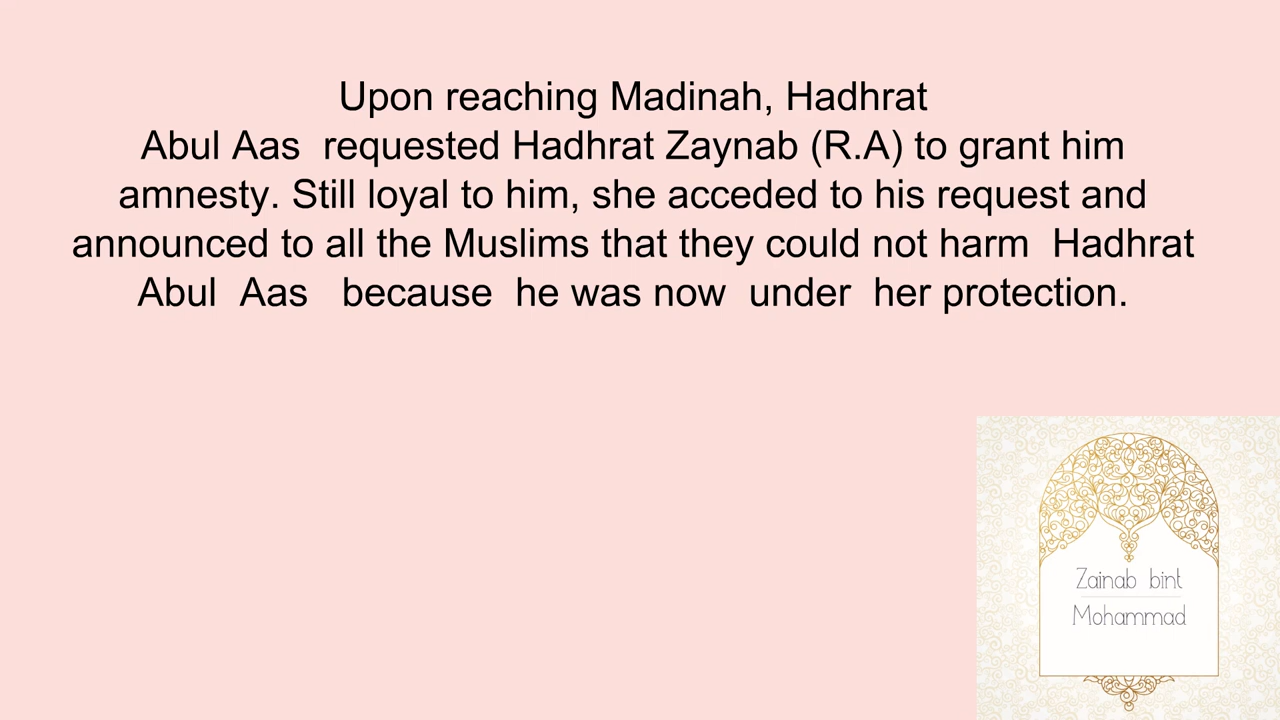 Upon reaching Madinah, Hadhrat
Abul Aas requested Hadhrat Zaynab (R.A) to grant him
amnesty. Still loyal to him, she acceded to his request and
announced to all the Muslims that they could not harm Hadhrat
Abul Aas because he was now under her protection.
Zainab bint
Mohammad